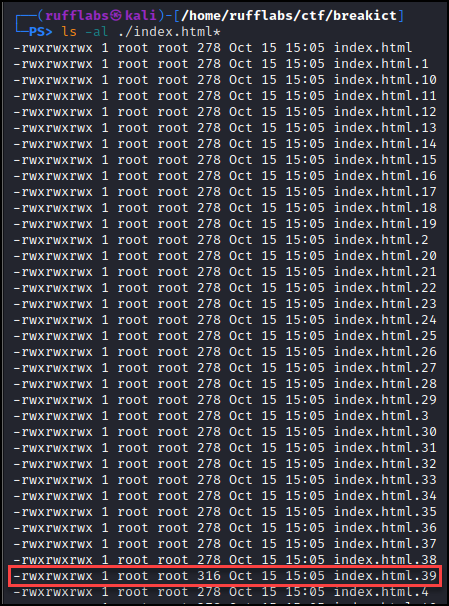 ┌──(rufflabs㉿kali)-[/home/rufflabs/ctf/breakict]
└─PS> ls -al ./index.html*
-rwxrwxrwx 1 root root 278 Oct 15 15:05 index.html
-rwxrwxrwx 1 root root 278 Oct 15 15:05 index.html.1
-rwxrwxrwx 1 root root 278 Oct 15 15:05 index.html.10
-rwxrwxrwx 1 root root 278 Oct 15 15:05 index.html.11
-rwxrwxrwx 1 root root 278 Oct 15 15:05 index.html.12
-rwxrwxrwx 1 root root 278 Oct 15 15:05 index.html.13
-rwxrwxrwx 1 root root 278 Oct 15 15:05 index.html.14
-rwxrwxrwx 1 root root 278 Oct 15 15:05 index.html.15
-rwxrwxrwx 1 root root 278 Oct 15 15:05 index.html.16
-rwxrwxrwx 1 root root 278 Oct 15 15:05 index.html.17
-rwxrwxrwx 1 root root 278 Oct 15 15:05 index.html.18
-rwxrwxrwx 1 root root 278 Oct 15 15:05 index.html.19
-rwxrwxrwx 1 root root 278 Oct 15 15:05 index.html.2
-rwxrwxrwx 1 root root 278 Oct 15 15:05 index.html.20
-rwxrwxrwx 1 root root 278 Oct 15 15:05 index.html.21
-rwxrwxrwx 1 root root 278 Oct 15 15:05 index.html.22
-rwxrwxrwx 1 root root 278 Oct 15 15:05 index.html.23
-rwxrwxrwx 1 root root 278 Oct 15 15:05 index.html.24
-rwxrwxrwx 1 root root 278 Oct 15 15:05 index.html.25
-rwxrwxrwx 1 root root 278 Oct 15 15:05 index.html.26
-rwxrwxrwx 1 root root 278 Oct 15 15:05 index.html.27
-rwxrwxrwx 1 root root 278 Oct 15 15:05 index.html.28
-rwxrwxrwx 1 root root 278 Oct 15 15:05 index.html.29
-rwxrwxrwx 1 root root 278 Oct 15 15:05 index.html.3
-rwxrwxrwx 1 root root 278 Oct 15 15:05 index.html.30
-rwxrwxrwx 1 root root 278 Oct 15 15:05 index.html.31
-rwxrwxrwx 1 root root 278 Oct 15 15:05 index.html.32
-rwxrwxrwx 1 root root 278 Oct 15 15:05 index.html.33
-rwxrwxrwx 1 root root 278 Oct 15 15:05 index.html.34
-rwxrwxrwx 1 root root 278 Oct 15 15:05 index.html.35
-rwxrwxrwx 1 root root 278 Oct 15 15:05 index.html.36
-rwxrwxrwx 1 root root 278 Oct 15 15:05 index.html.37
-rwxrwxrwx 1 root root 278 Oct 15 15:05 index.html.38
-rwxrwxrwx 1 root root 316 Oct 15 15:05 index.html.39
-rwxrwxrwx 1 root root 278 Oct 15 15:05 index.html.4